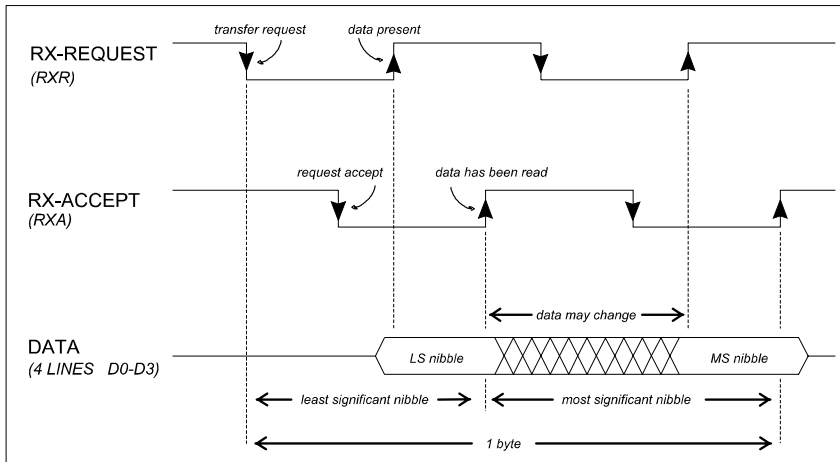 transfer request
data present
RX-REQUEST
(RXR)
request accept
data has been read
RX-ACCEPT
(RXA)
data may change
DATA
(4 LINES D0-D3)
LS nibble
MS nibble
least significant nibble
most significant nibble
1 byte